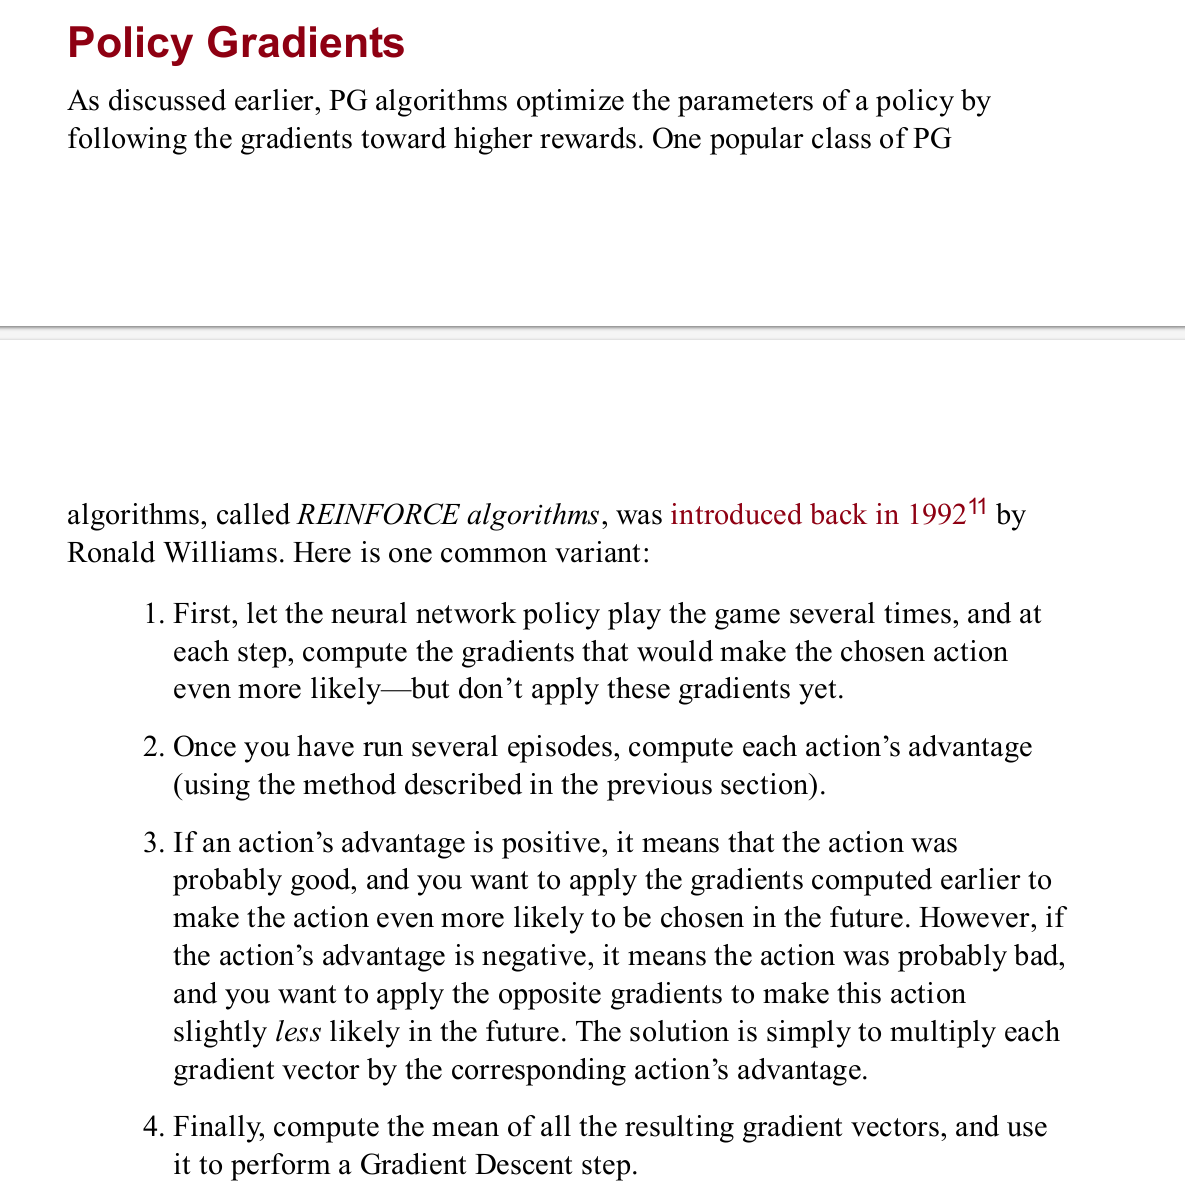 Policy Gradients
As discussed earlier, PG algorithms optimize the parameters of a policy by
following the gradients toward higher rewards. One popular class of PG
algorithms, called REINFORCE algorithms, was introduced back in 1992¹¹ by
Ronald Williams. Here is one common variant:
1. First, let the neural network policy play the game several times, and at
each step, compute the gradients that would make the chosen action
even more likely—but don’t apply these gradients yet.
2. Once you have run several episodes, compute each action’s advantage
(using the method described in the previous section).
3. If an action’s advantage is positive, it means that the action was
probably good, and you want to apply the gradients computed earlier to
make the action even more likely to be chosen in the future. However, if
the action’s advantage is negative, it means the action was probably bad,
and you want to apply the opposite gradients to make this action
slightly less likely in the future. The solution is simply to multiply each
gradient vector by the corresponding action’s advantage.
4. Finally, compute the mean of all the resulting gradient vectors, and use
it to perform a Gradient Descent step.